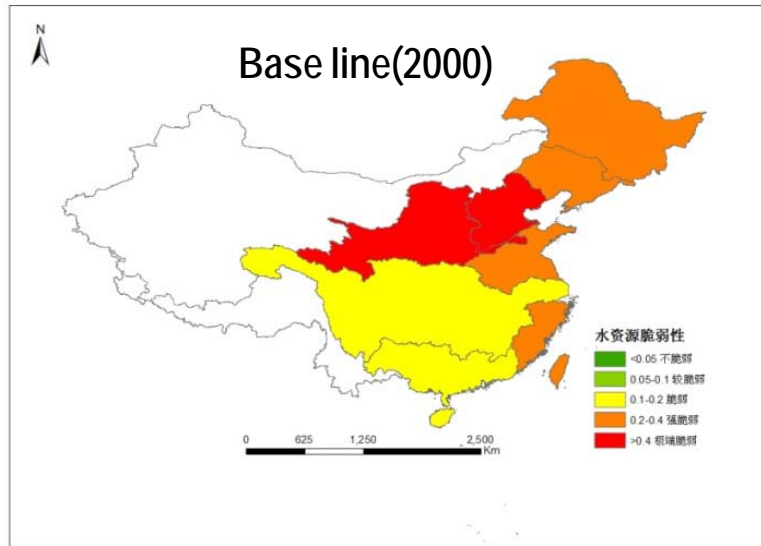 N
Base line(2000)
水资源脆弱性
<0.05 不脆弱
0.05-0.1 较脆弱
0.1-0.2 脆弱
0.2-0.4 强脆弱
>0.4 极端脆弱
0 625 1,250 2,500
Km